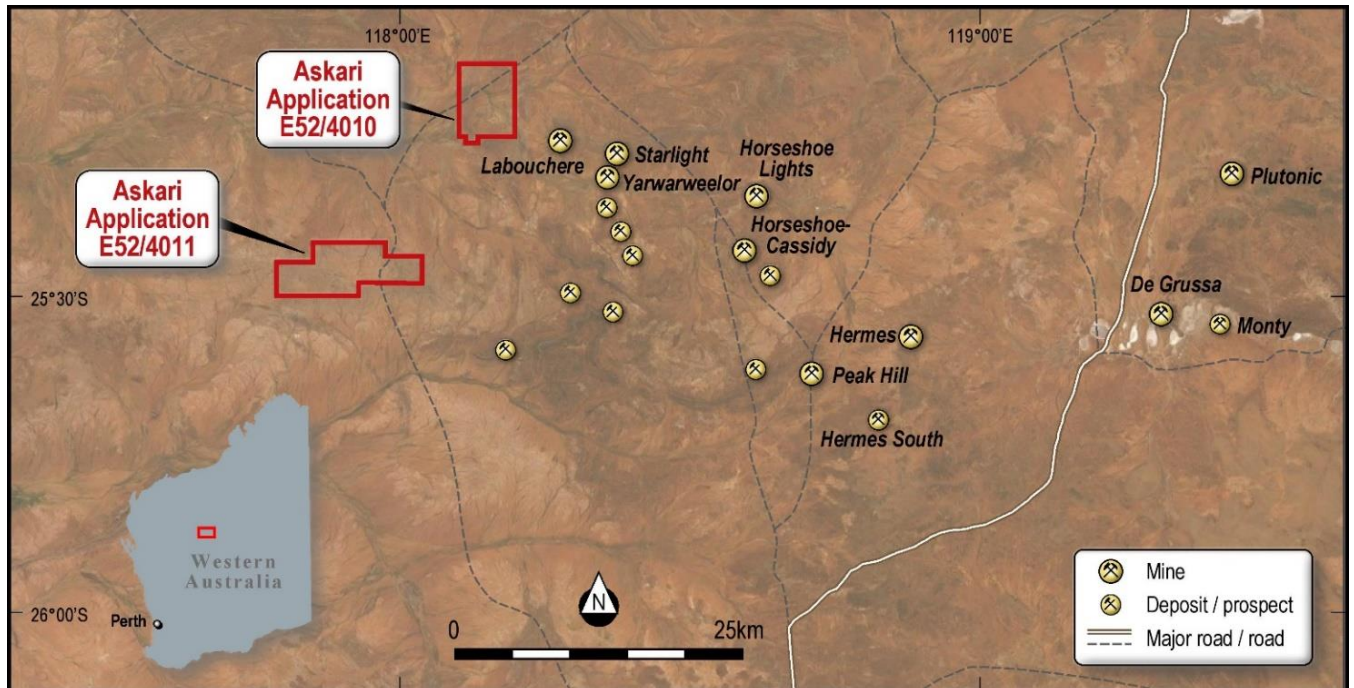 118°00'E
119°00'E
Askari
Application
E52/4010
Labouchere
Starlight
Yarwarweelor
Horseshoe
Lights
Plutonic
Askari
Application
E52/4011
Horseshoe-
Cassidy
25°30'S
De Grussa
Monty
Hermes
Peak Hill
Hermes South
Western
Australia
Perth
26°00'S
N
0
25km
Mine
Deposit / prospect
Major road / road